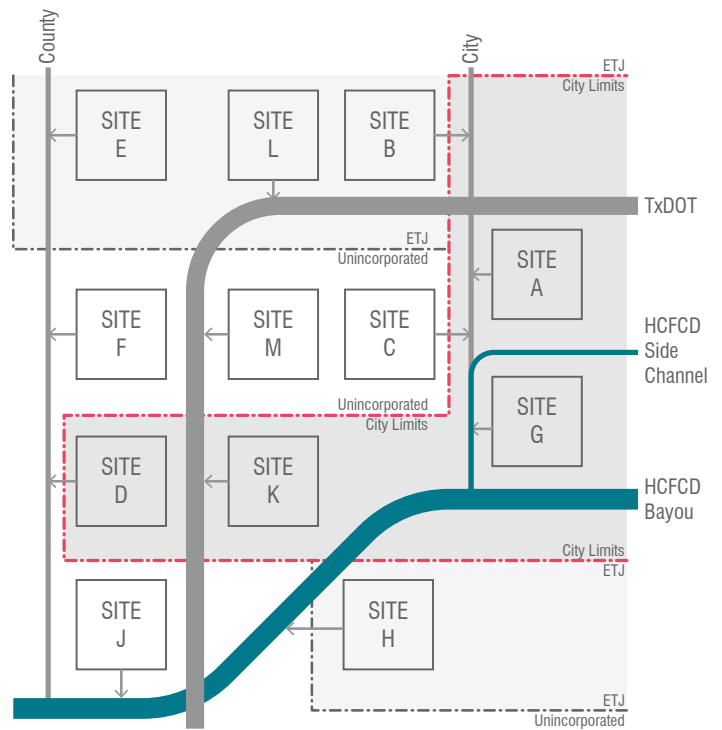 County
City
ETJ
City Limits
SITE
E
SITE
L
SITE
B
TxDOT
ETJ
Unincorporated
SITE
A
SITE
F
SITE
M
SITE
C
HCFCD
Side
Channel
Unincorporated
City Limits
SITE
G
SITE
D
SITE
K
HCFCD
Bayou
City Limits
ETJ
SITE
J
SITE
H
ETJ
Unincorporated